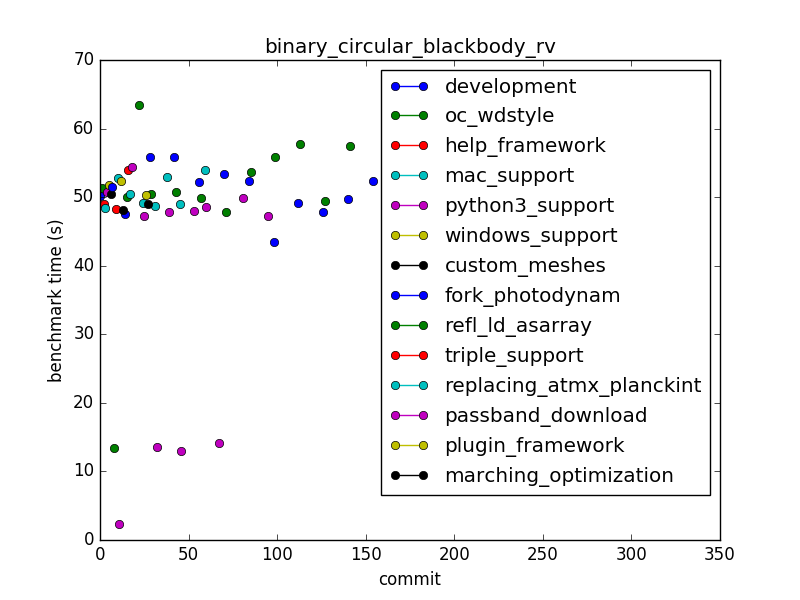 binary_circular_blackbody_rv
70
60
50
40
30
20
10
0
benchmark time (s)
development
oc_wdstyle
help_framework
mac_support
python3_support
windows_support
custom_meshes
fork_photodynam
refl_ld_asarray
triple_support
replacing_atmx_planckint
passband_download
plugin_framework
marching_optimization
0 50 100 150 200 250 300 350
commit